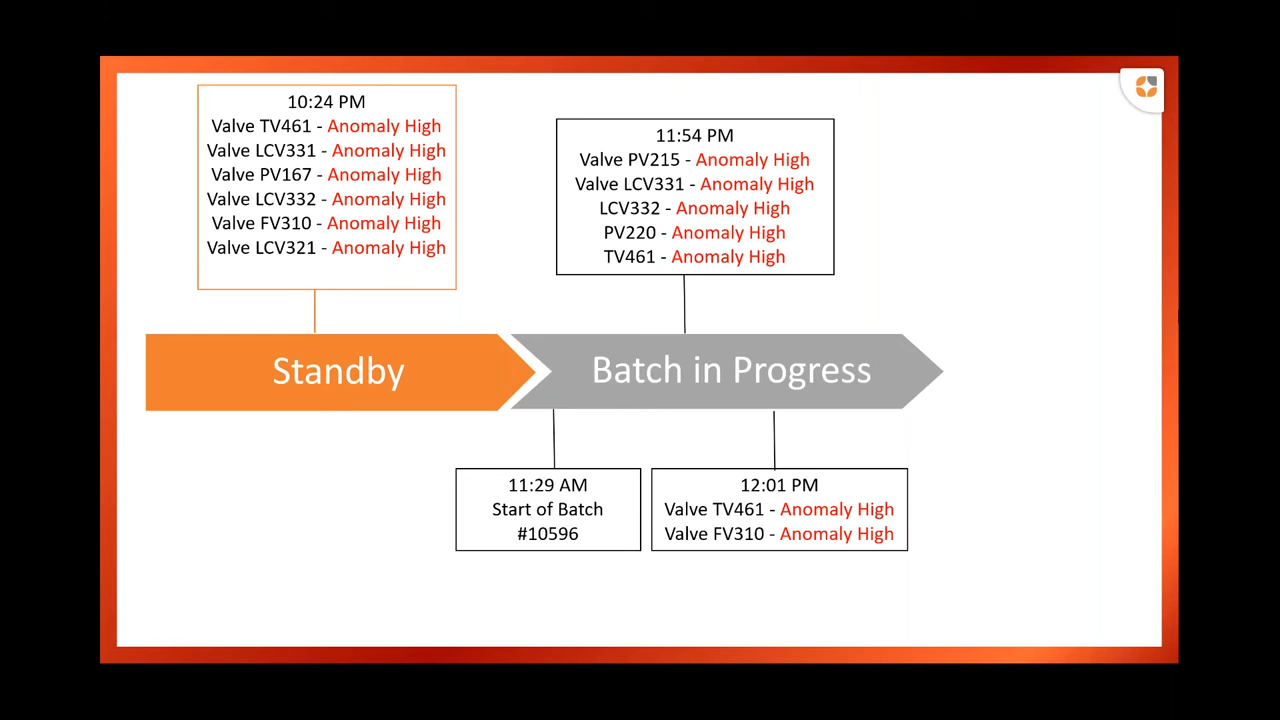 10:24 PM
Valve TV461 - Anomaly High
Valve LCV331 - Anomaly High
Valve PV167 - Anomaly High
Valve LCV332 - Anomaly High
Valve FV310 - Anomaly High
Valve LCV321 - Anomaly High
11:54 PM
Valve PV215 - Anomaly High
Valve LCV331 - Anomaly High
LCV332 - Anomaly High
PV220 - Anomaly High
TV461 - Anomaly High
Standby
Batch in Progress
11:29 AM
Start of Batch
#10596
12:01 PM
Valve TV461 - Anomaly High
Valve FV310 - Anomaly High